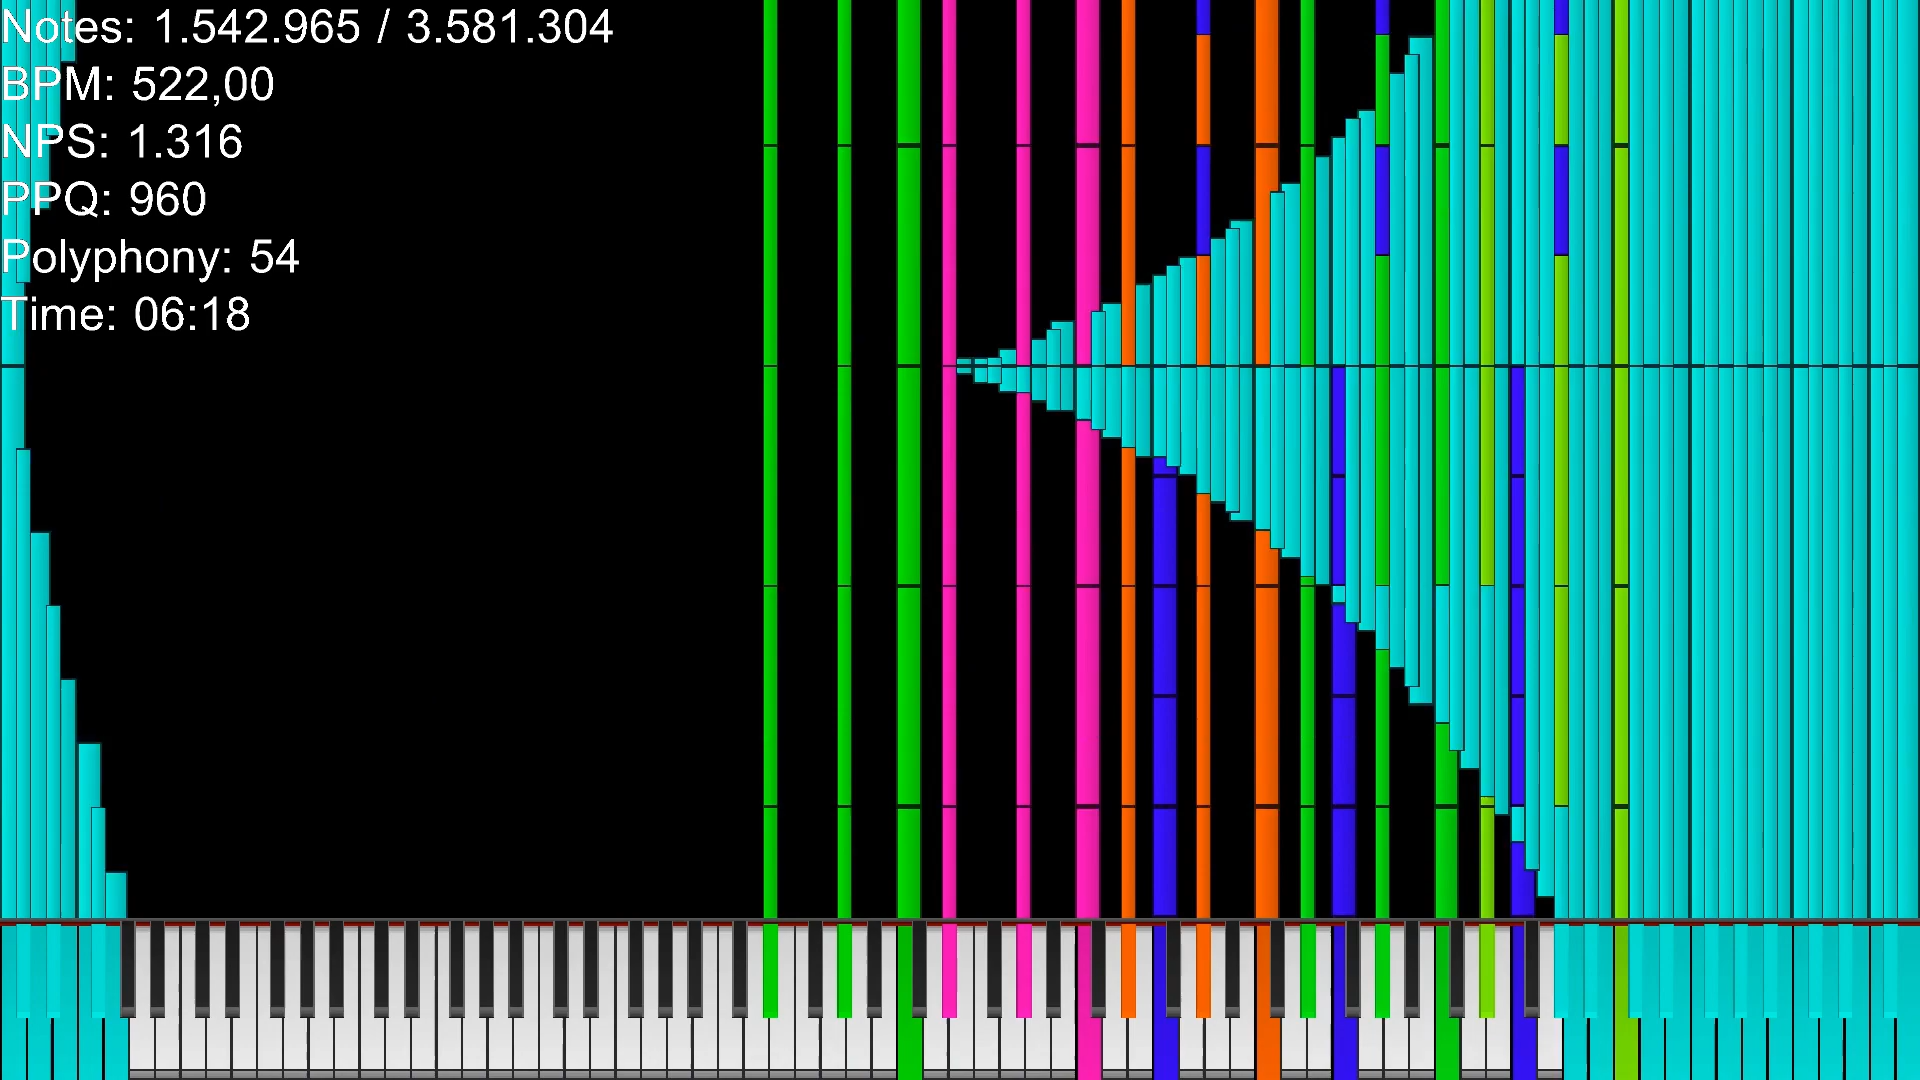 Notes: 1.542.965 / 3.581.304
BPM: 522,00
NPS: 1.316
PPQ: 960
Polyphony: 54
Time: 06:18